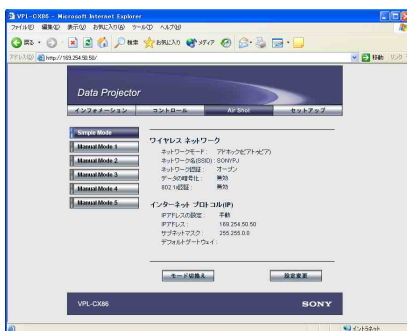 VPL-CX86 - Microsoft Internet Explorer
ファイル(F) 編集(E) 表示(V) お気に入り(A) ツール(T) ヘルプ(H)
戻る 検索 お気に入り メディア
アドレス(D) http://169.254.50.50/ 移動 リンク
Data Projector
インフォメーション コントロール Air Shot セットアップ
Simple Mode
Manual Mode 1
Manual Mode 2
Manual Mode 3
Manual Mode 4
Manual Mode 5
ワイヤレス ネットワーク
ネットワークモード: アドホック(ピアトゥピア)
ネットワーク名(SSID): SONYPJ
ネットワーク認証: オープン
データの暗号化: 無効
802.1x認証: 無効
インターネット プロトコル(IP)
IPアドレスの設定: 手動
IPアドレス: 169.254.50.50
サブネットマスク: 255.255.0.0
デフォルトゲートウェイ:
モード切換え 設定変更
VPL-CX86 SONY
イントラネット